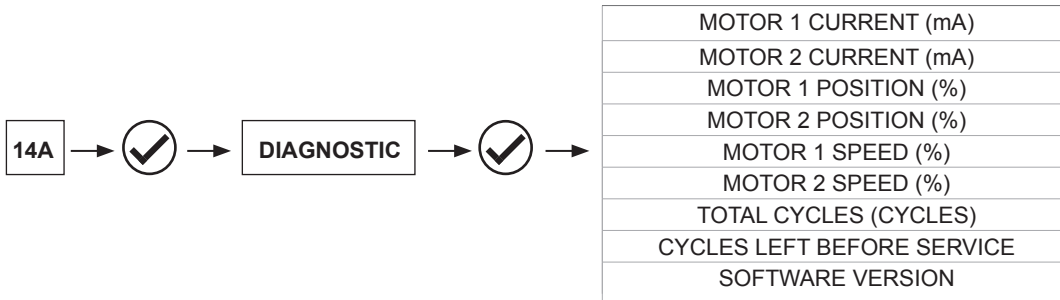 14A
DIAGNOSTIC
MOTOR 1 CURRENT (mA)
MOTOR 2 CURRENT (mA)
MOTOR 1 POSITION (%)
MOTOR 2 POSITION (%)
MOTOR 1 SPEED (%)
MOTOR 2 SPEED (%)
TOTAL CYCLES (CYCLES)
CYCLES LEFT BEFORE SERVICE
SOFTWARE VERSION